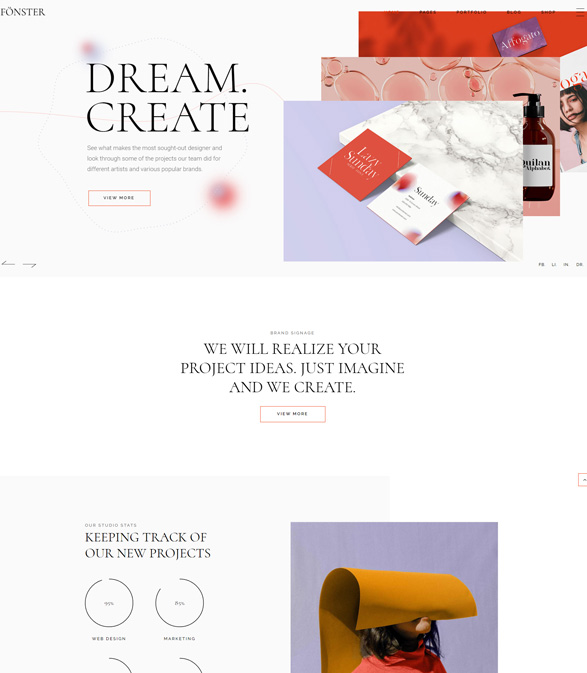 FÖNSTER
PAGES PORTFOLIO BLOG SHOP
Affogato
DREAM.
CREATE
See what makes the most sought-out designer and
look through some of the projects our team did for
different artists and various popular brands.
VIEW MORE
Lazy
Sunday
Sunday
quilan
Alphabet
FB LI IN DR
BRAND SIGNAGE
WE WILL REALIZE YOUR
PROJECT IDEAS. JUST IMAGINE
AND WE CREATE.
VIEW MORE
OUR STUDIO STATS
KEEPING TRACK OF
OUR NEW PROJECTS
95% 85%
WEB DESIGN MARKETING